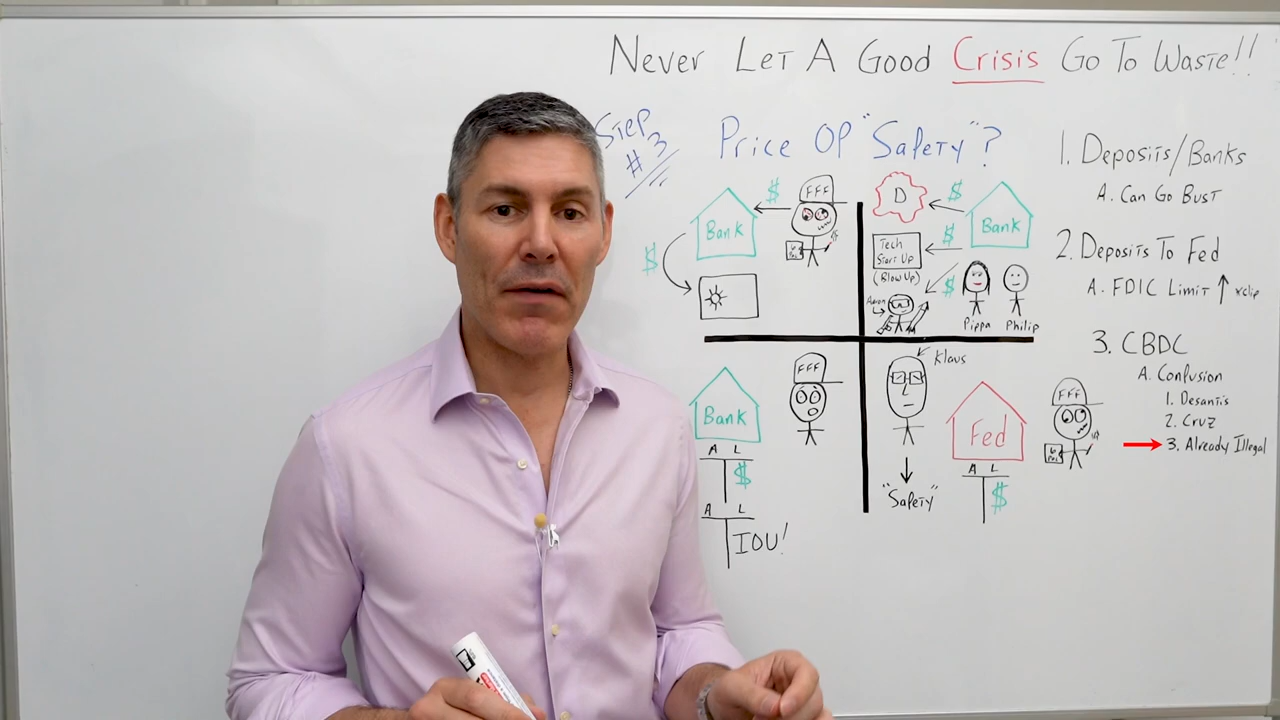 Never Let A Good Crisis Go To Waste!!
Step #3
Price Of "Safety"?
Bank
$
FFF
$
D
$
Bank
Tech Start Up
(Blow Up)
$
$
Aaron
Pippa
Philip
Bank
A L
$
A L
IOU!
FFF
Klaus
"Safety"
Fed
A L
$
1. Deposits/Banks
A. Can Go Bust
2. Deposits To Fed
A. FDIC Limit ↑ xclip
3. CBDC
A. Confusion
1. Desantis
2. Cruz
3. Already Illegal
FFF